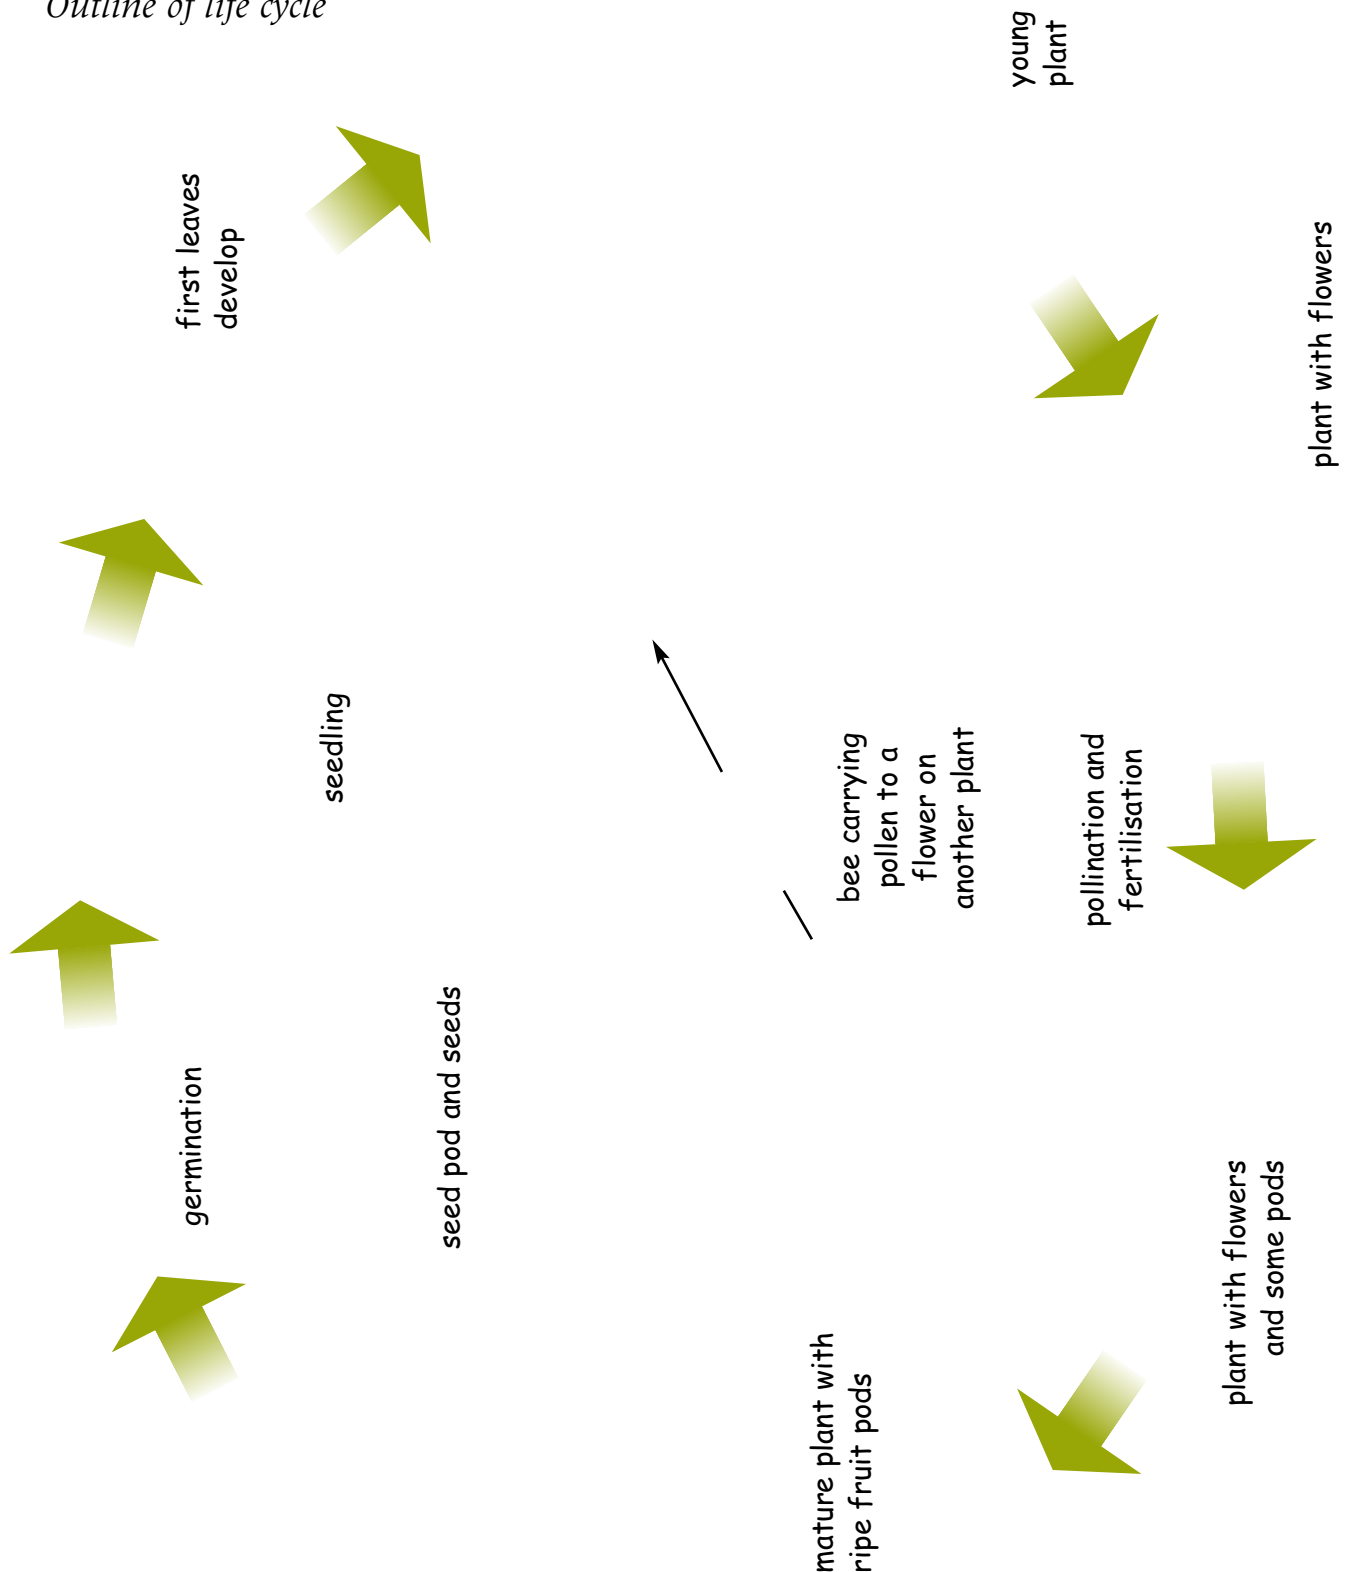 Outline of life cycle
young
plant
first leaves
develop
plant with flowers
seedling
bee carrying
pollen to a
flower on
another plant
pollination and
fertilisation
seed pod and seeds
germination
plant with flowers
and some pods
mature plant with
ripe fruit pods